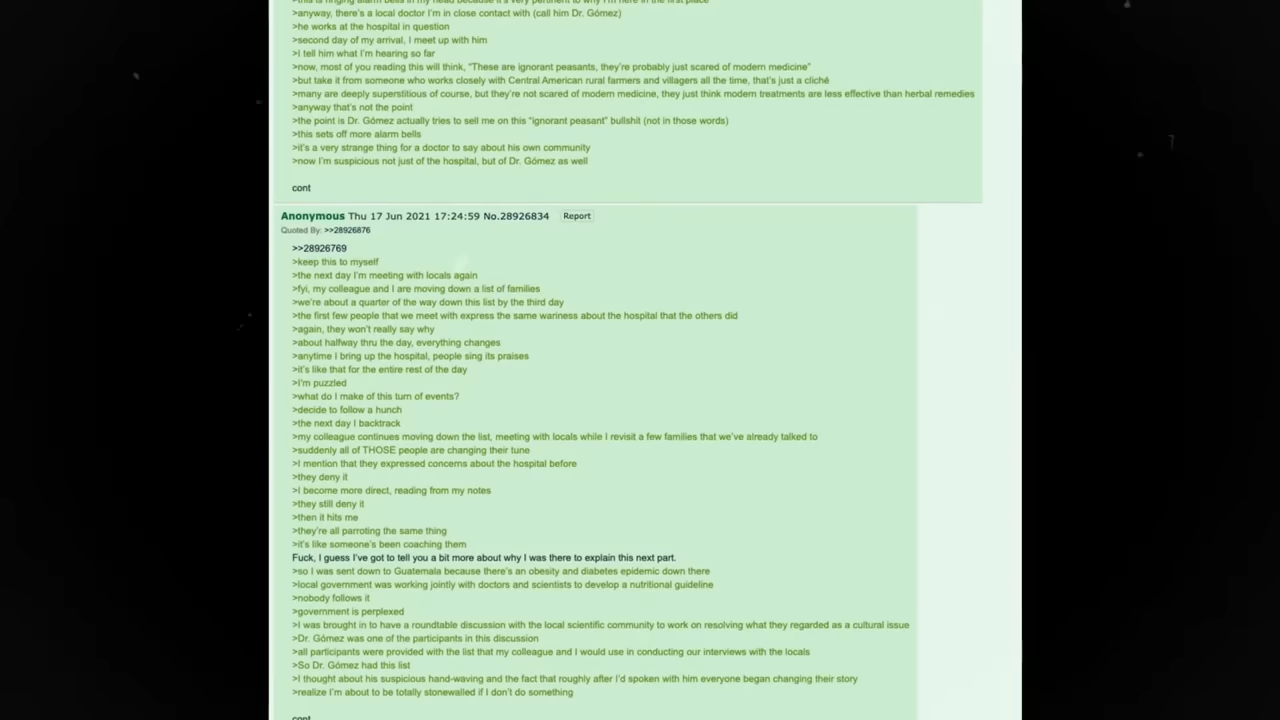 >this is ringing alarm bells in my head because it's very pertinent to why I'm here in the first place
>anyway, there's a local doctor I'm in close contact with (call him Dr. Gómez)
>he works at the hospital in question
>second day of my arrival, I meet up with him
>I tell him what I'm hearing so far
>now, most of you reading this will think, "These are ignorant peasants, they're probably just scared of modern medicine"
>but take it from someone who works closely with Central American rural farmers and villagers all the time, that's just a cliché
>many are deeply superstitious of course, but they're not scared of modern medicine, they just think modern treatments are less effective than herbal remedies
>anyway that's not the point
>the point is Dr. Gómez actually tries to sell me on this "ignorant peasant" bullshit (not in those words)
>this sets off more alarm bells
>it's a very strange thing for a doctor to say about his own community
>now I'm suspicious not just of the hospital, but of Dr. Gómez as well
cont
Anonymous Thu 17 Jun 2021 17:24:59 No.28926834 Report
Quoted By: >>28926876
>>28926769
>keep this to myself
>the next day I'm meeting with locals again
>fyi, my colleague and I are moving down a list of families
>we're about a quarter of the way down this list by the third day
>the first few people that we meet with express the same wariness about the hospital that the others did
>again, they won't really say why
>about halfway thru the day, everything changes
>anytime I bring up the hospital, people sing its praises
>it's like that for the entire rest of the day
>I'm puzzled
>what do I make of this turn of events?
>decide to follow a hunch
>the next day I backtrack
>my colleague continues moving down the list, meeting with locals while I revisit a few families that we've already talked to
>suddenly all of THOSE people are changing their tune
>I mention that they expressed concerns about the hospital before
>they deny it
>I become more direct, reading from my notes
>they still deny it
>then it hits me
>they're all parroting the same thing
>it's like someone's been coaching them
Fuck, I guess I've got to tell you a bit more about why I was there to explain this next part.
>so I was sent down to Guatemala because there's an obesity and diabetes epidemic down there
>local government was working jointly with doctors and scientists to develop a nutritional guideline
>nobody follows it
>government is perplexed
>I was brought in to have a roundtable discussion with the local scientific community to work on resolving what they regarded as a cultural issue
>Dr. Gómez was one of the participants in this discussion
>all participants were provided with the list that my colleague and I would use in conducting our interviews with the locals
>So Dr. Gómez had this list
>I thought about his suspicious hand-waving and the fact that roughly after I'd spoken with him everyone began changing their story
>realize I'm about to be totally stonewalled if I don't do something
cont